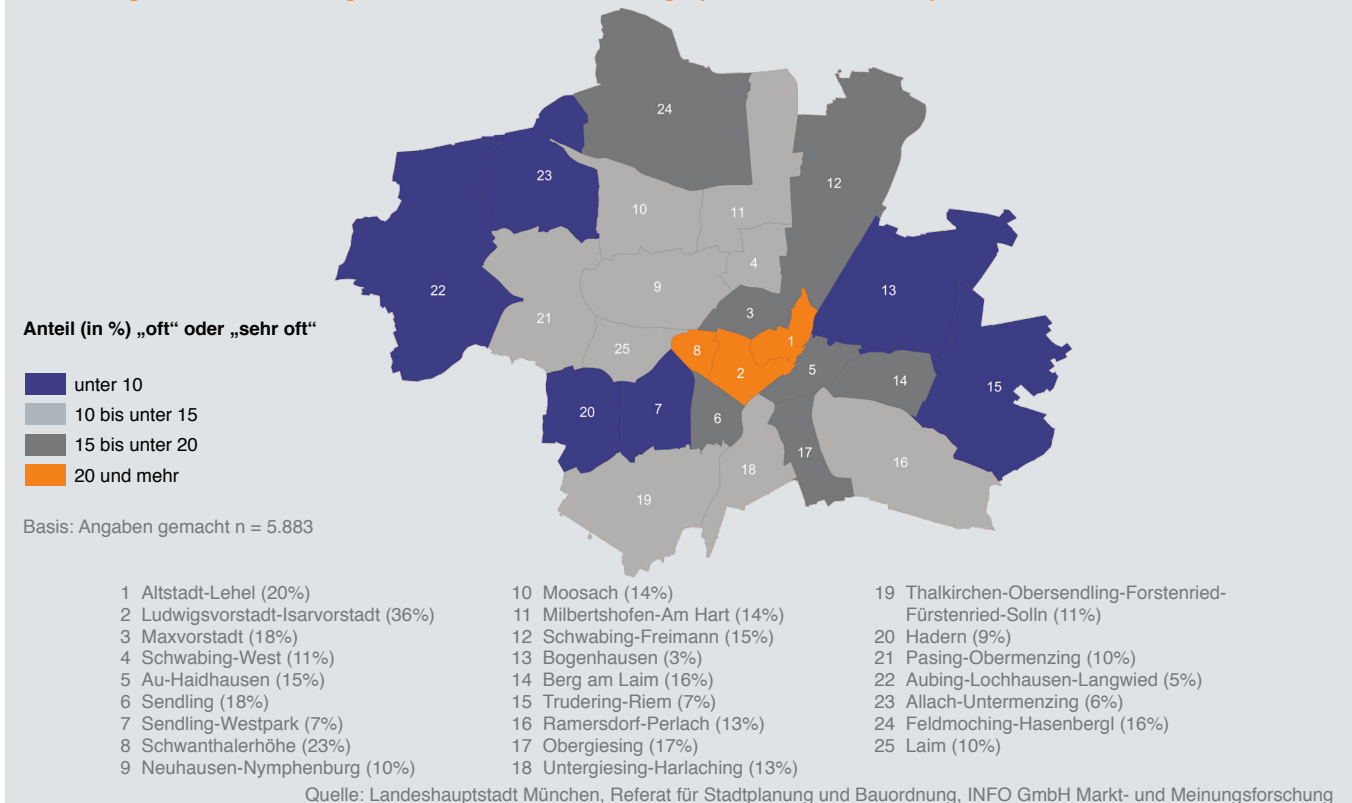 24
23
12
10
11
4
22
9
13
21
3
25
8
1
2
5
14
15
20
7
6
17
16
18
19
Anteil (in %) „oft“ oder „sehr oft“
unter 10
10 bis unter 15
15 bis unter 20
20 und mehr
Basis: Angaben gemacht n = 5.883
1 Altstadt-Lehel (20%)
2 Ludwigsvorstadt-Isarvorstadt (36%)
3 Maxvorstadt (18%)
4 Schwabing-West (11%)
5 Au-Haidhausen (15%)
6 Sendling (18%)
7 Sendling-Westpark (7%)
8 Schwanthalerhöhe (23%)
9 Neuhausen-Nymphenburg (10%)
10 Moosach (14%)
11 Milbertshofen-Am Hart (14%)
12 Schwabing-Freimann (15%)
13 Bogenhausen (3%)
14 Berg am Laim (16%)
15 Trudering-Riem (7%)
16 Ramersdorf-Perlach (13%)
17 Obergiesing (17%)
18 Untergiesing-Harlaching (13%)
19 Thalkirchen-Obersendling-Forstenried-
Fürstenried-Solln (11%)
20 Hadern (9%)
21 Pasing-Obermenzing (10%)
22 Aubing-Lochhausen-Langwied (5%)
23 Allach-Untermenzing (6%)
24 Feldmoching-Hasenbergl (16%)
25 Laim (10%)
Quelle: Landeshauptstadt München, Referat für Stadtplanung und Bauordnung, INFO GmbH Markt- und Meinungsforschung